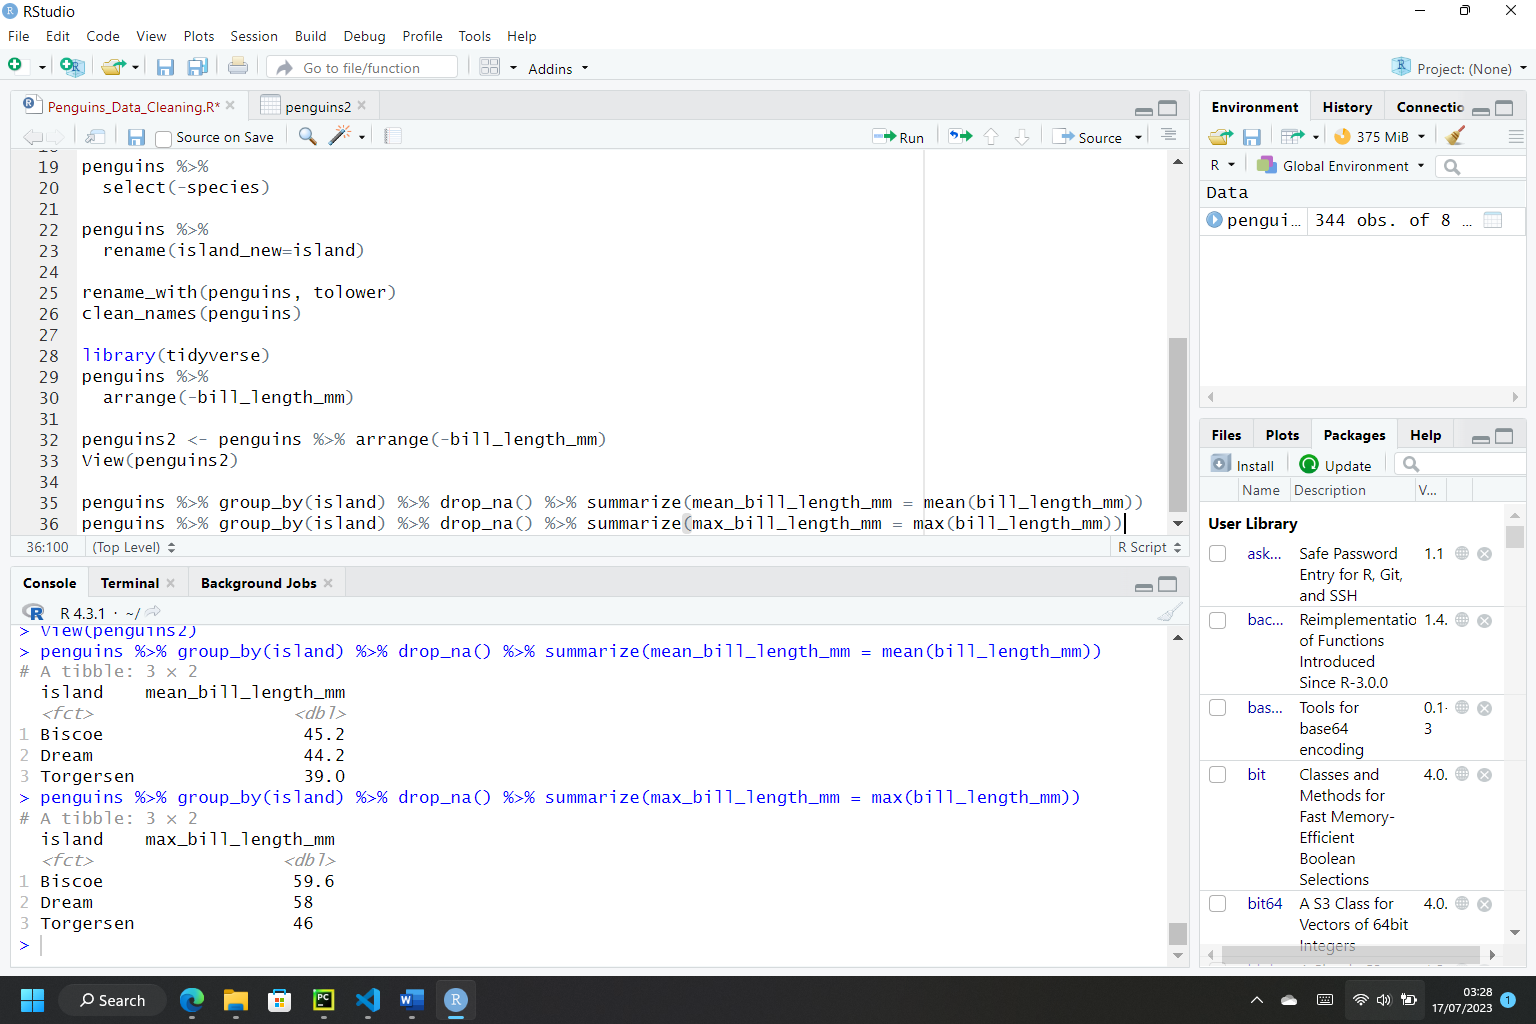 RStudio
File Edit Code View Plots Session Build Debug Profile Tools Help
Go to file/function Addins Project: (None)
Penguins_Data_Cleaning.R* penguins2
Source on Save Run Source
19 penguins %>%
20 select(-species)
21
22 penguins %>%
23 rename(island_new=island)
24
25 rename_with(penguins, tolower)
26 clean_names(penguins)
27
28 library(tidyverse)
29 penguins %>%
30 arrange(-bill_length_mm)
31
32 penguins2 <- penguins %>% arrange(-bill_length_mm)
33 View(penguins2)
34
35 penguins %>% group_by(island) %>% drop_na() %>% summarize(mean_bill_length_mm = mean(bill_length_mm))
36 penguins %>% group_by(island) %>% drop_na() %>% summarize(max_bill_length_mm = max(bill_length_mm))
36:100 (Top Level) R Script
Console Terminal Background Jobs
R 4.3.1 · ~/
> View(penguins2)
> penguins %>% group_by(island) %>% drop_na() %>% summarize(mean_bill_length_mm = mean(bill_length_mm))
# A tibble: 3 × 2
island mean_bill_length_mm
<fct> <dbl>
1 Biscoe 45.2
2 Dream 44.2
3 Torgersen 39.0
> penguins %>% group_by(island) %>% drop_na() %>% summarize(max_bill_length_mm = max(bill_length_mm))
# A tibble: 3 × 2
island max_bill_length_mm
<fct> <dbl>
1 Biscoe 59.6
2 Dream 58
3 Torgersen 46
>
Environment History Connectio
375 MiB
R Global Environment
Data
pengui... 344 obs. of 8 ...
Files Plots Packages Help
Install Update
Name Description V...
User Library
ask... Safe Password 1.1
Entry for R, Git,
and SSH
bac... Reimplementatio 1.4.
of Functions
Introduced
Since R-3.0.0
bas... Tools for 0.1-
base64 3
encoding
bit Classes and 4.0.
Methods for
Fast Memory-
Efficient
Boolean
Selections
bit64 A S3 Class for 4.0.
Vectors of 64bit
Integers
Search
PC
W
R
03:28
17/07/2023
1